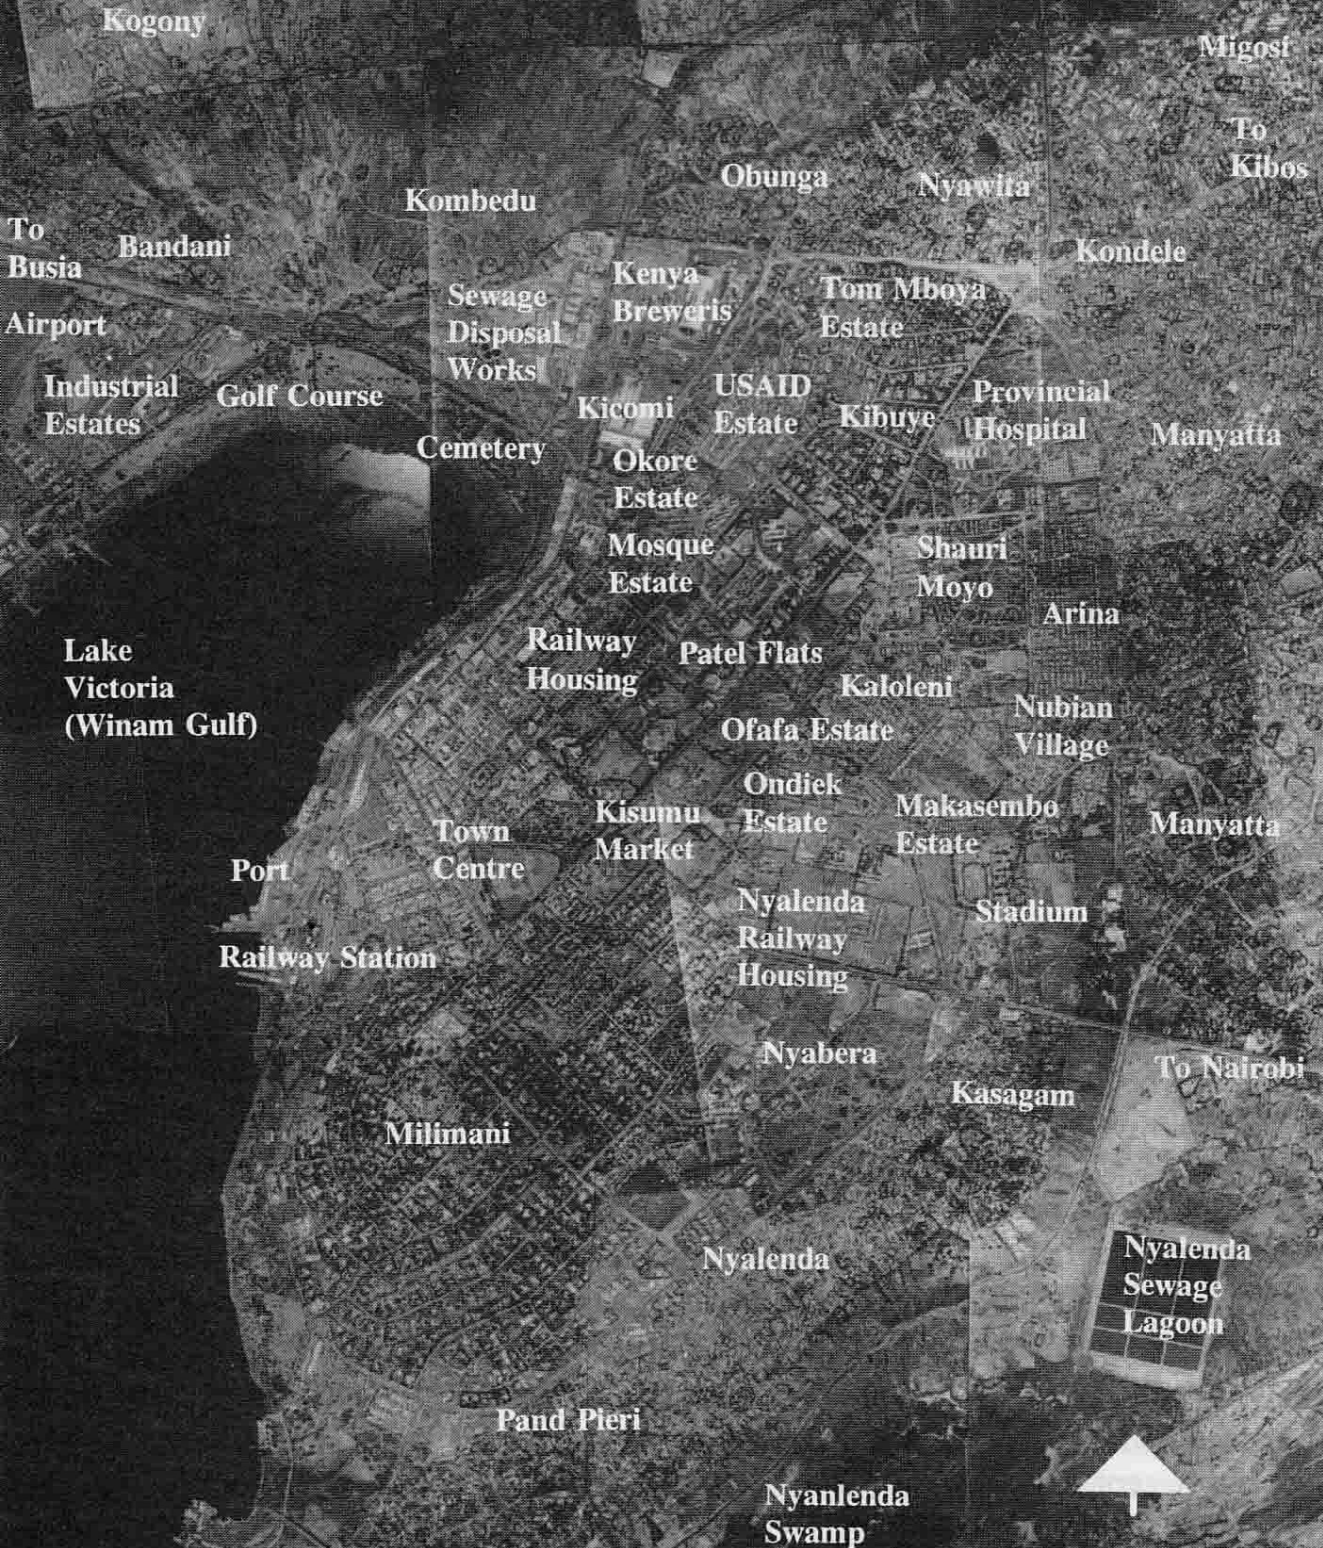 Kogony
Migosi
To
Kibos
Obunga
Nyawita
Kombedu
To
Busia
Bandani
Kondele
Kenya
Breweris
Tom Mboya
Estate
Sewage
Disposal
Works
Airport
Industrial
Estates
Golf Course
Kicomi
USAID
Estate
Kibuye
Provincial
Hospital
Manyatta
Cemetery
Okore
Estate
Mosque
Estate
Shauri
Moyo
Arina
Lake
Victoria
(Winam Gulf)
Railway
Housing
Patel Flats
Kaloleni
Nubian
Village
Ofafa Estate
Ondiek
Estate
Makasembo
Estate
Manyatta
Kisumu
Market
Town
Centre
Port
Nyalenda
Railway
Housing
Stadium
Railway Station
Nyabera
To Nairobi
Kasagam
Milimani
Nyalenda
Nyalenda
Sewage
Lagoon
Pand Pieri
Nyanlenda
Swamp